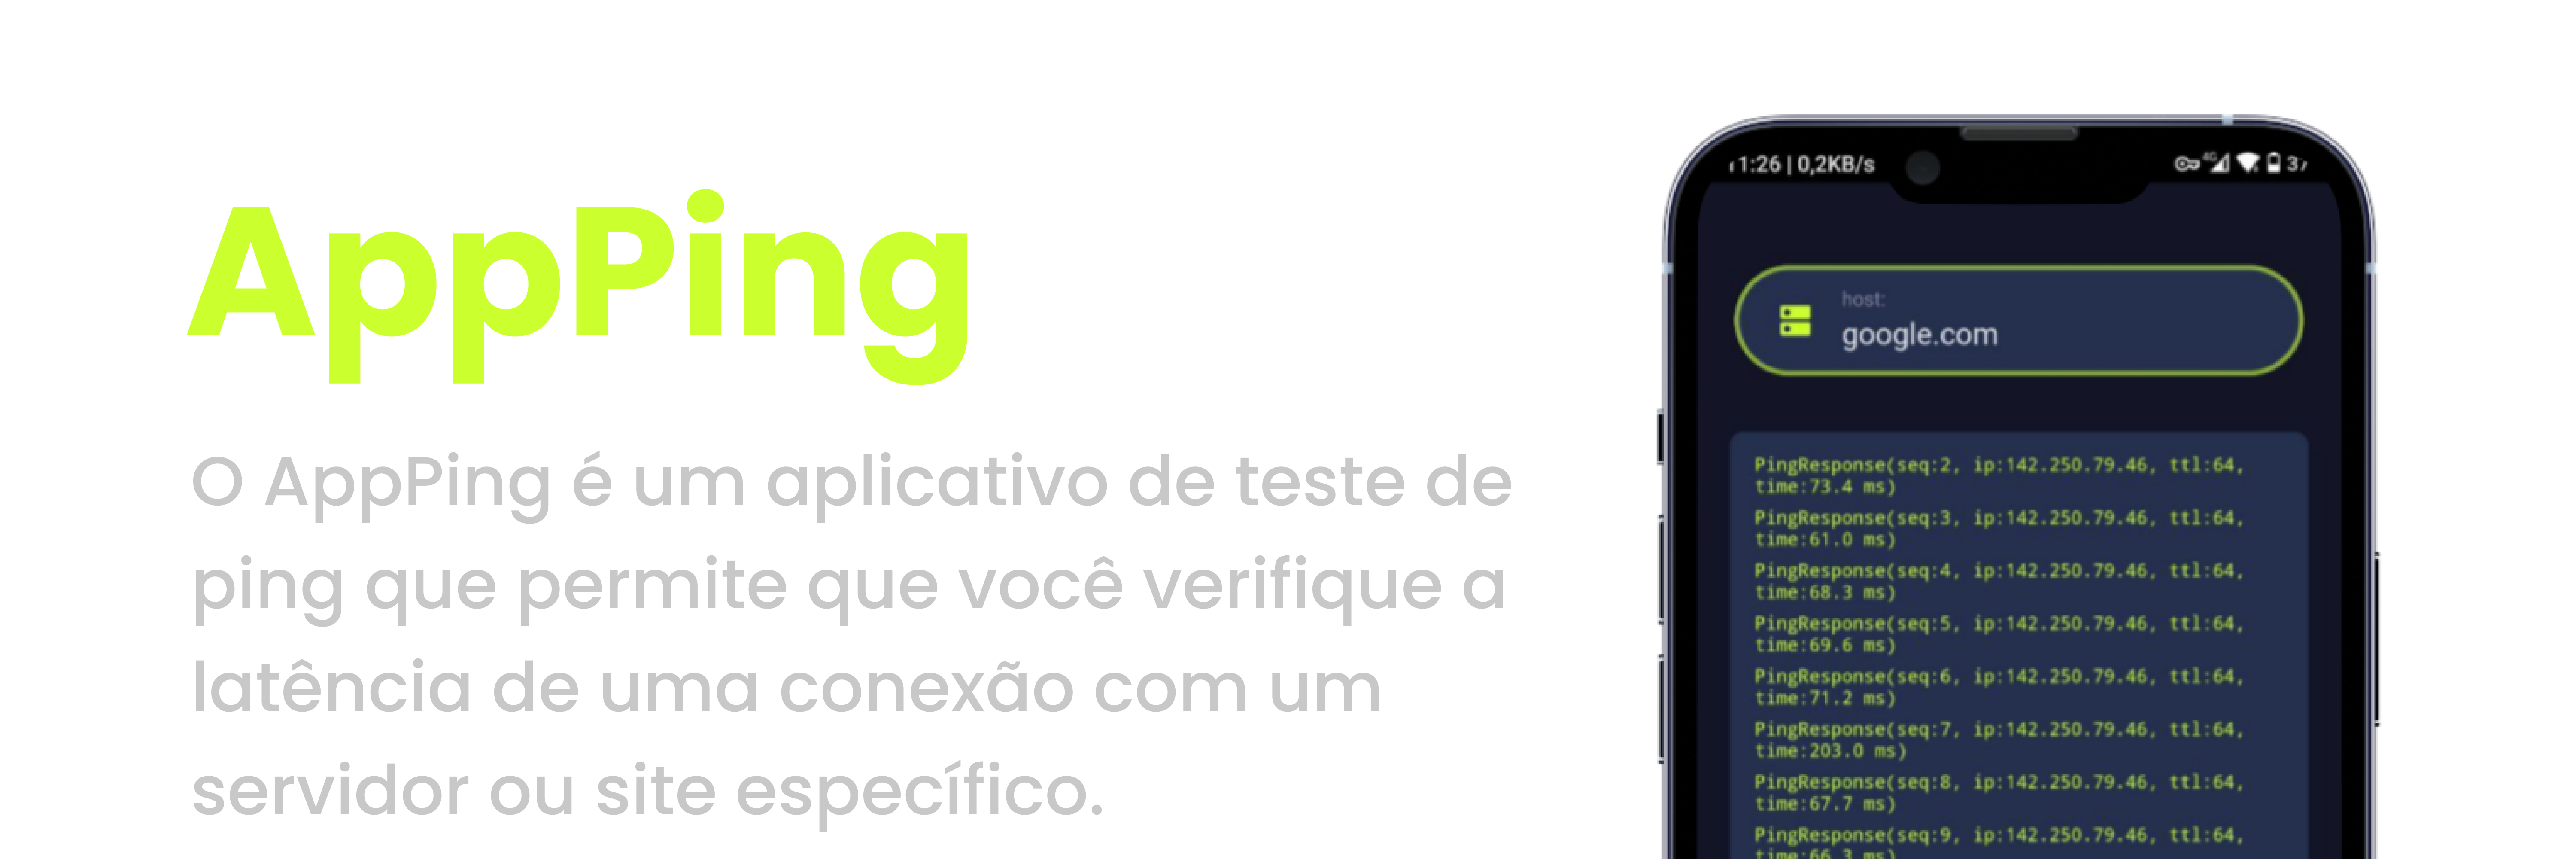 AppPing
O AppPing é um aplicativo de teste de
ping que permite que você verifique a
latência de uma conexão com um
servidor ou site específico.
1:26 | 0,2KB/s
4G
host:
google.com
PingResponse(seq:2, ip:142.250.79.46, ttl:64,
time:73.4 ms)
PingResponse(seq:3, ip:142.250.79.46, ttl:64,
time:61.0 ms)
PingResponse(seq:4, ip:142.250.79.46, ttl:64,
time:68.3 ms)
PingResponse(seq:5, ip:142.250.79.46, ttl:64,
time:69.6 ms)
PingResponse(seq:6, ip:142.250.79.46, ttl:64,
time:71.2 ms)
PingResponse(seq:7, ip:142.250.79.46, ttl:64,
time:203.0 ms)
PingResponse(seq:8, ip:142.250.79.46, ttl:64,
time:67.7 ms)
PingResponse(seq:9, ip:142.250.79.46, ttl:64,
time:66.3 ms)